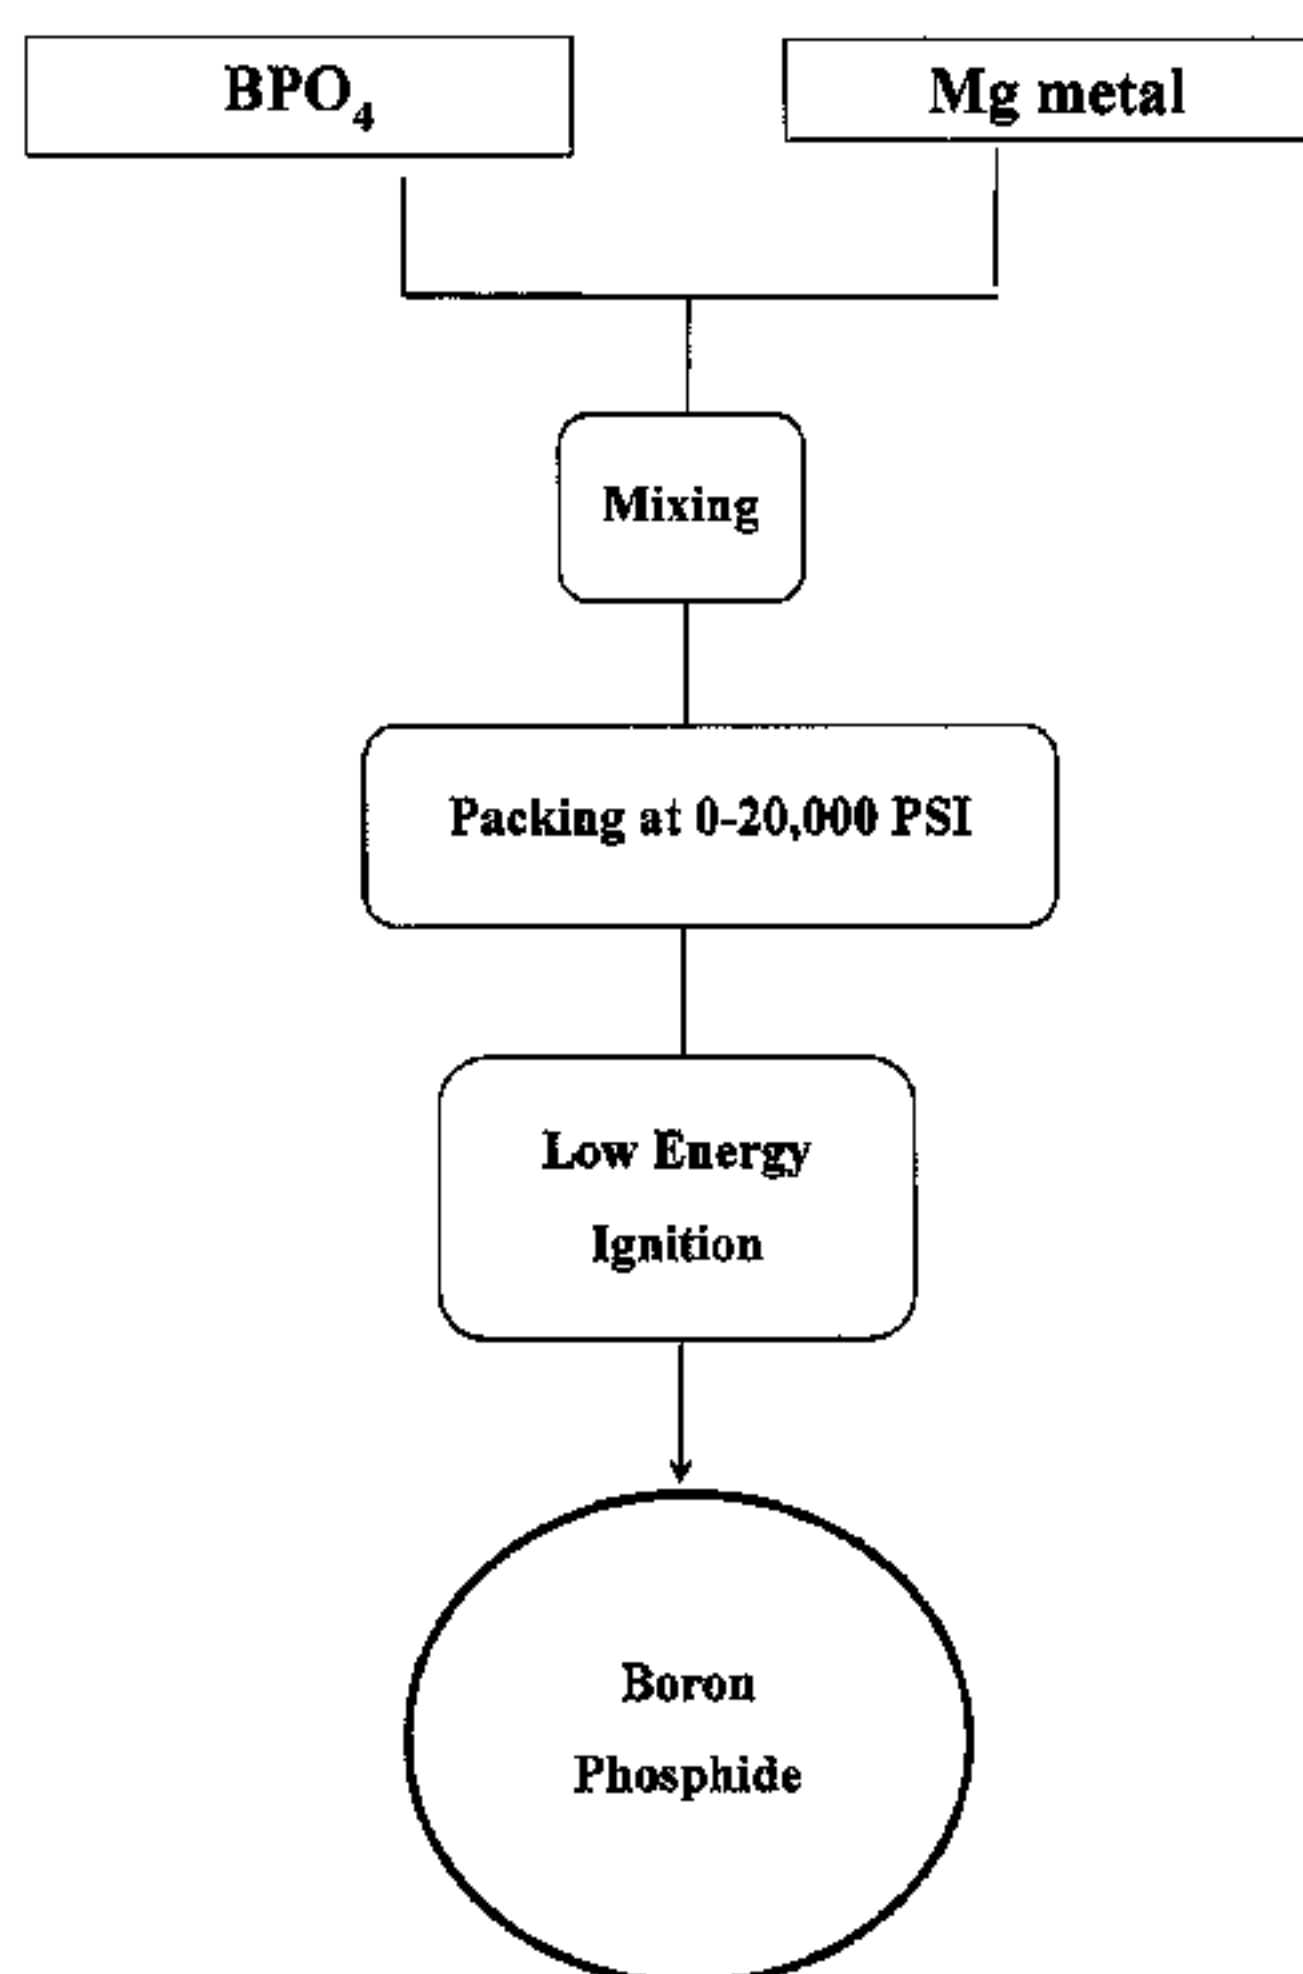 BPO₄
Mg metal
Mixing
Packing at 0-20,000 PSI
Low Energy
Ignition
Boron
Phosphide